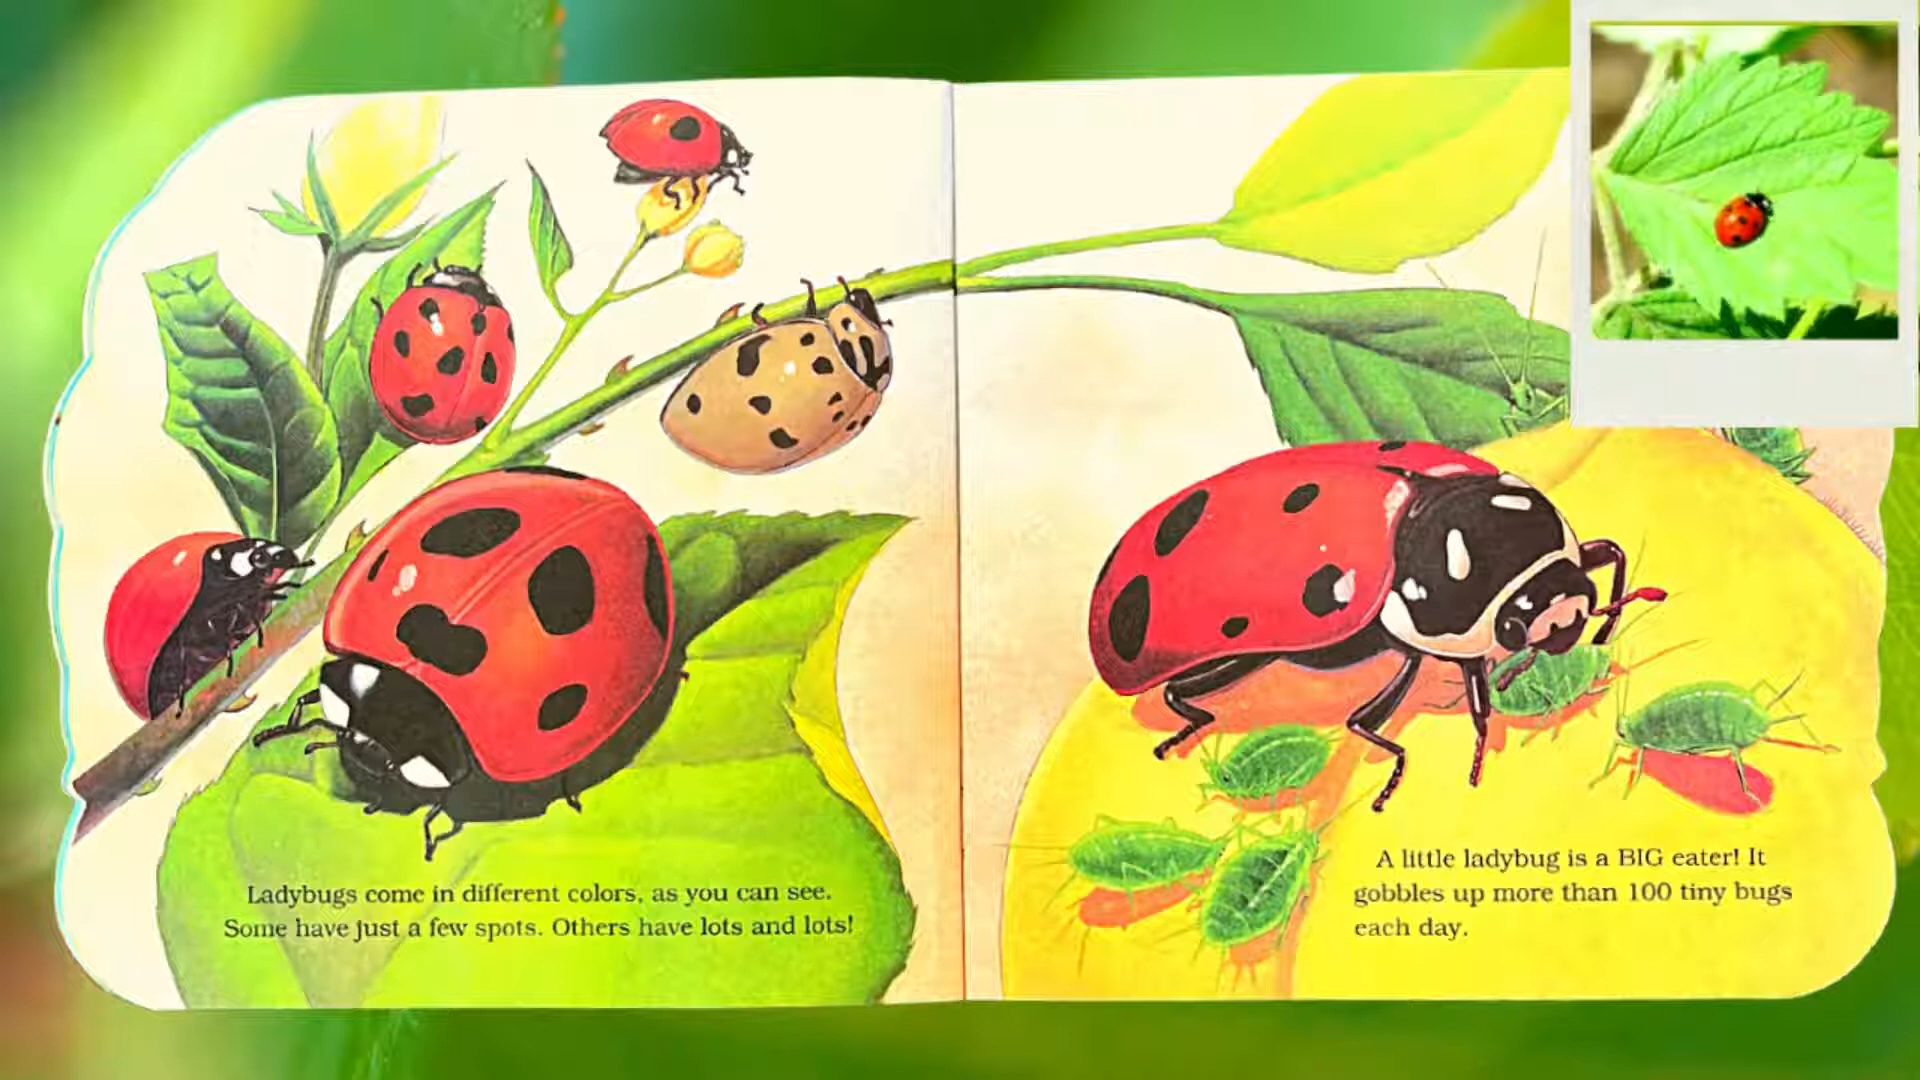 Ladybugs come in different colors, as you can see.
Some have just a few spots. Others have lots and lots!
A little ladybug is a BIG eater! It
gobbles up more than 100 tiny bugs
each day.